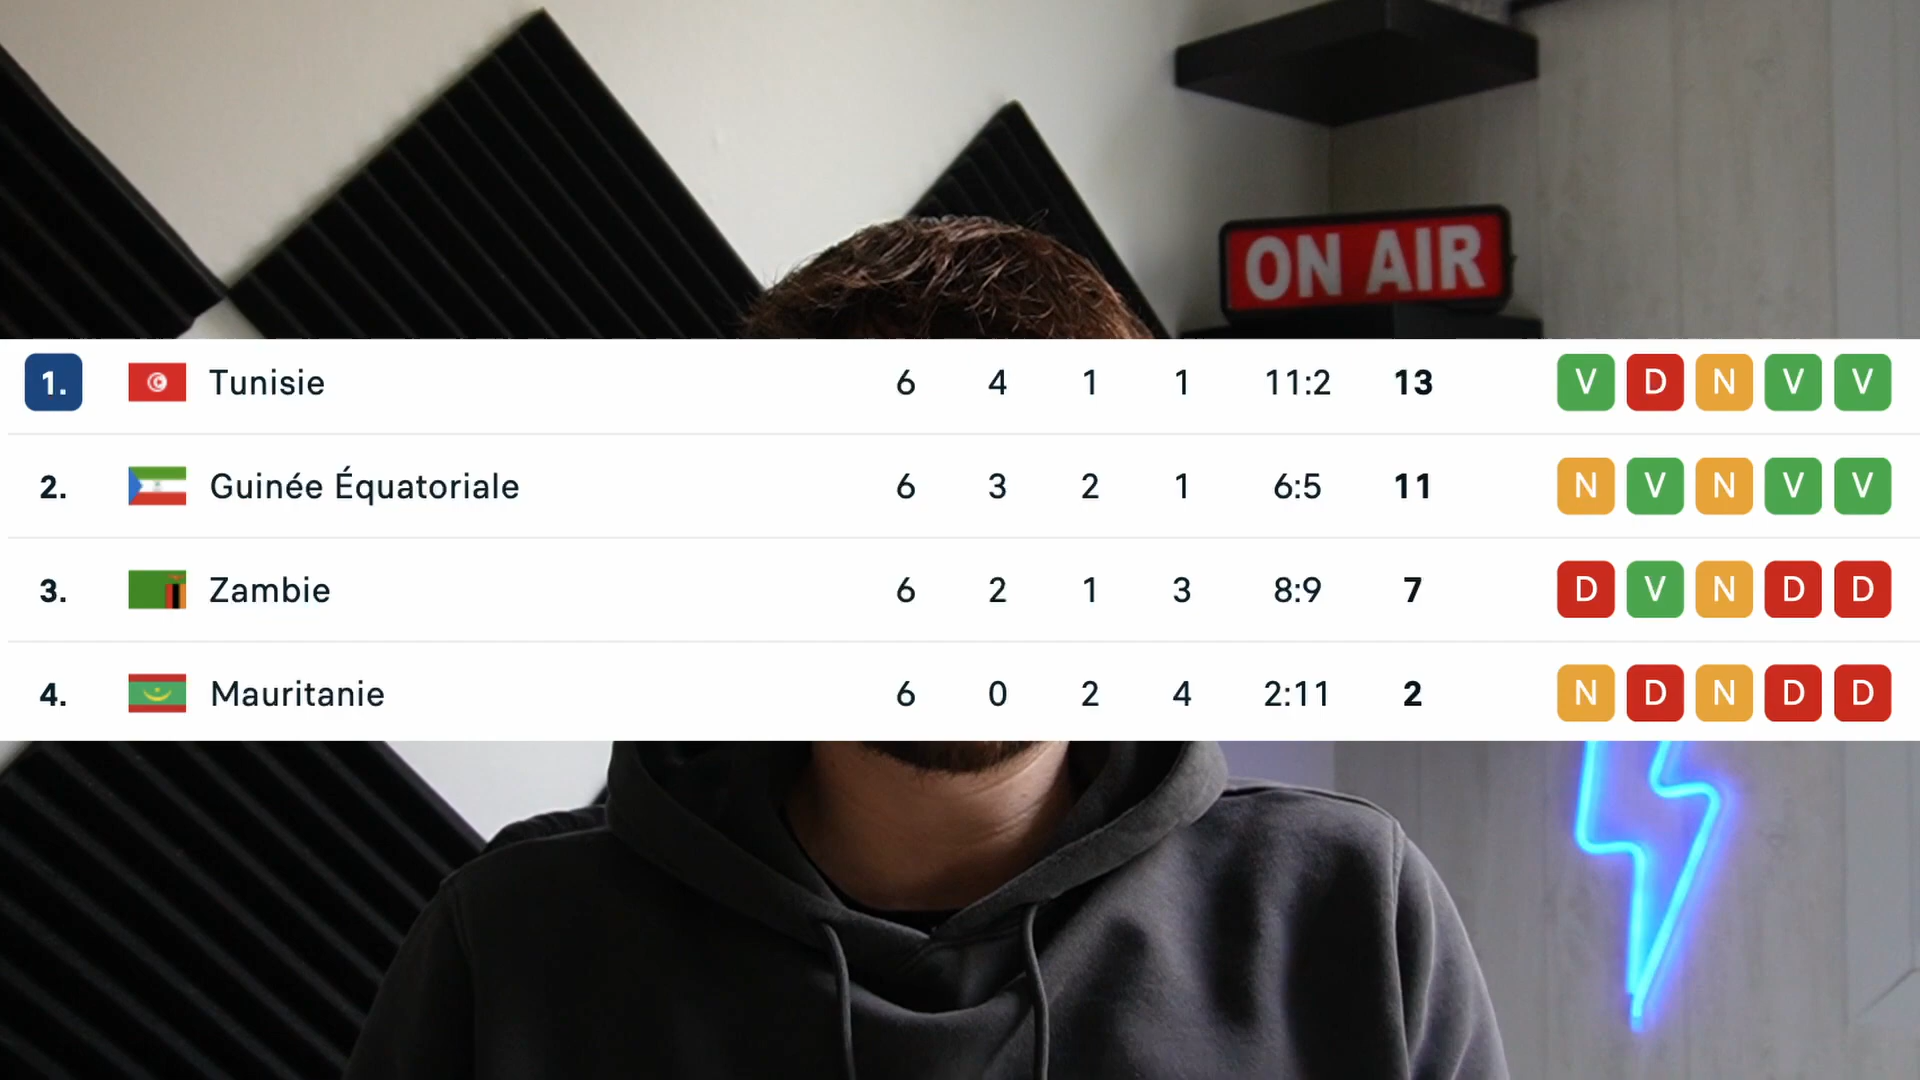 ON AIR
1. Tunisie 6 4 1 1 11:2 13 V D N V V
2. Guinée Équatoriale 6 3 2 1 6:5 11 N V N V V
3. Zambie 6 2 1 3 8:9 7 D V N D D
4. Mauritanie 6 0 2 4 2:11 2 N D N D D